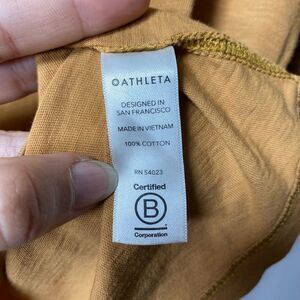 ATHLETA
DESIGNED IN
SAN FRANCISCO
MADE IN VIETNAM
100% COTTON
RN 54023
Certified
B
Corporation